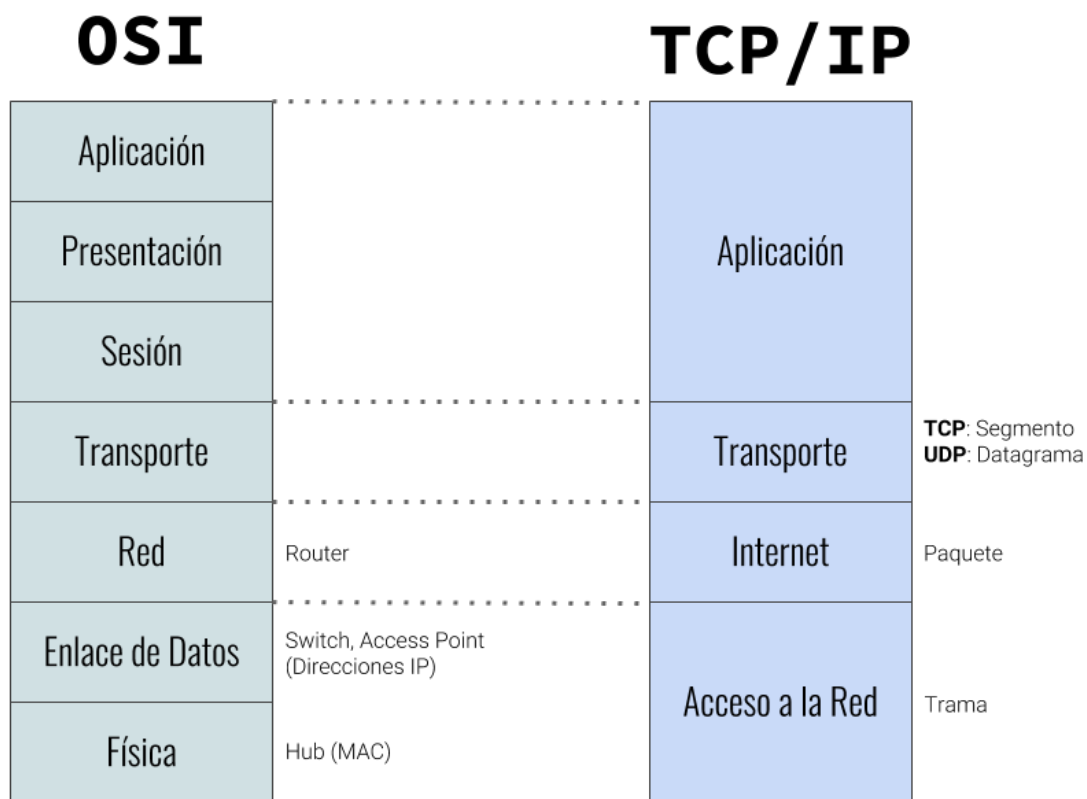 OSI
TCP/IP
Aplicación
Presentación
Sesión
Transporte
Red
Router
Enlace de Datos
Switch, Access Point
(Direcciones IP)
Física
Hub (MAC)
Aplicación
Transporte
TCP: Segmento
UDP: Datagrama
Internet
Paquete
Acceso a la Red
Trama